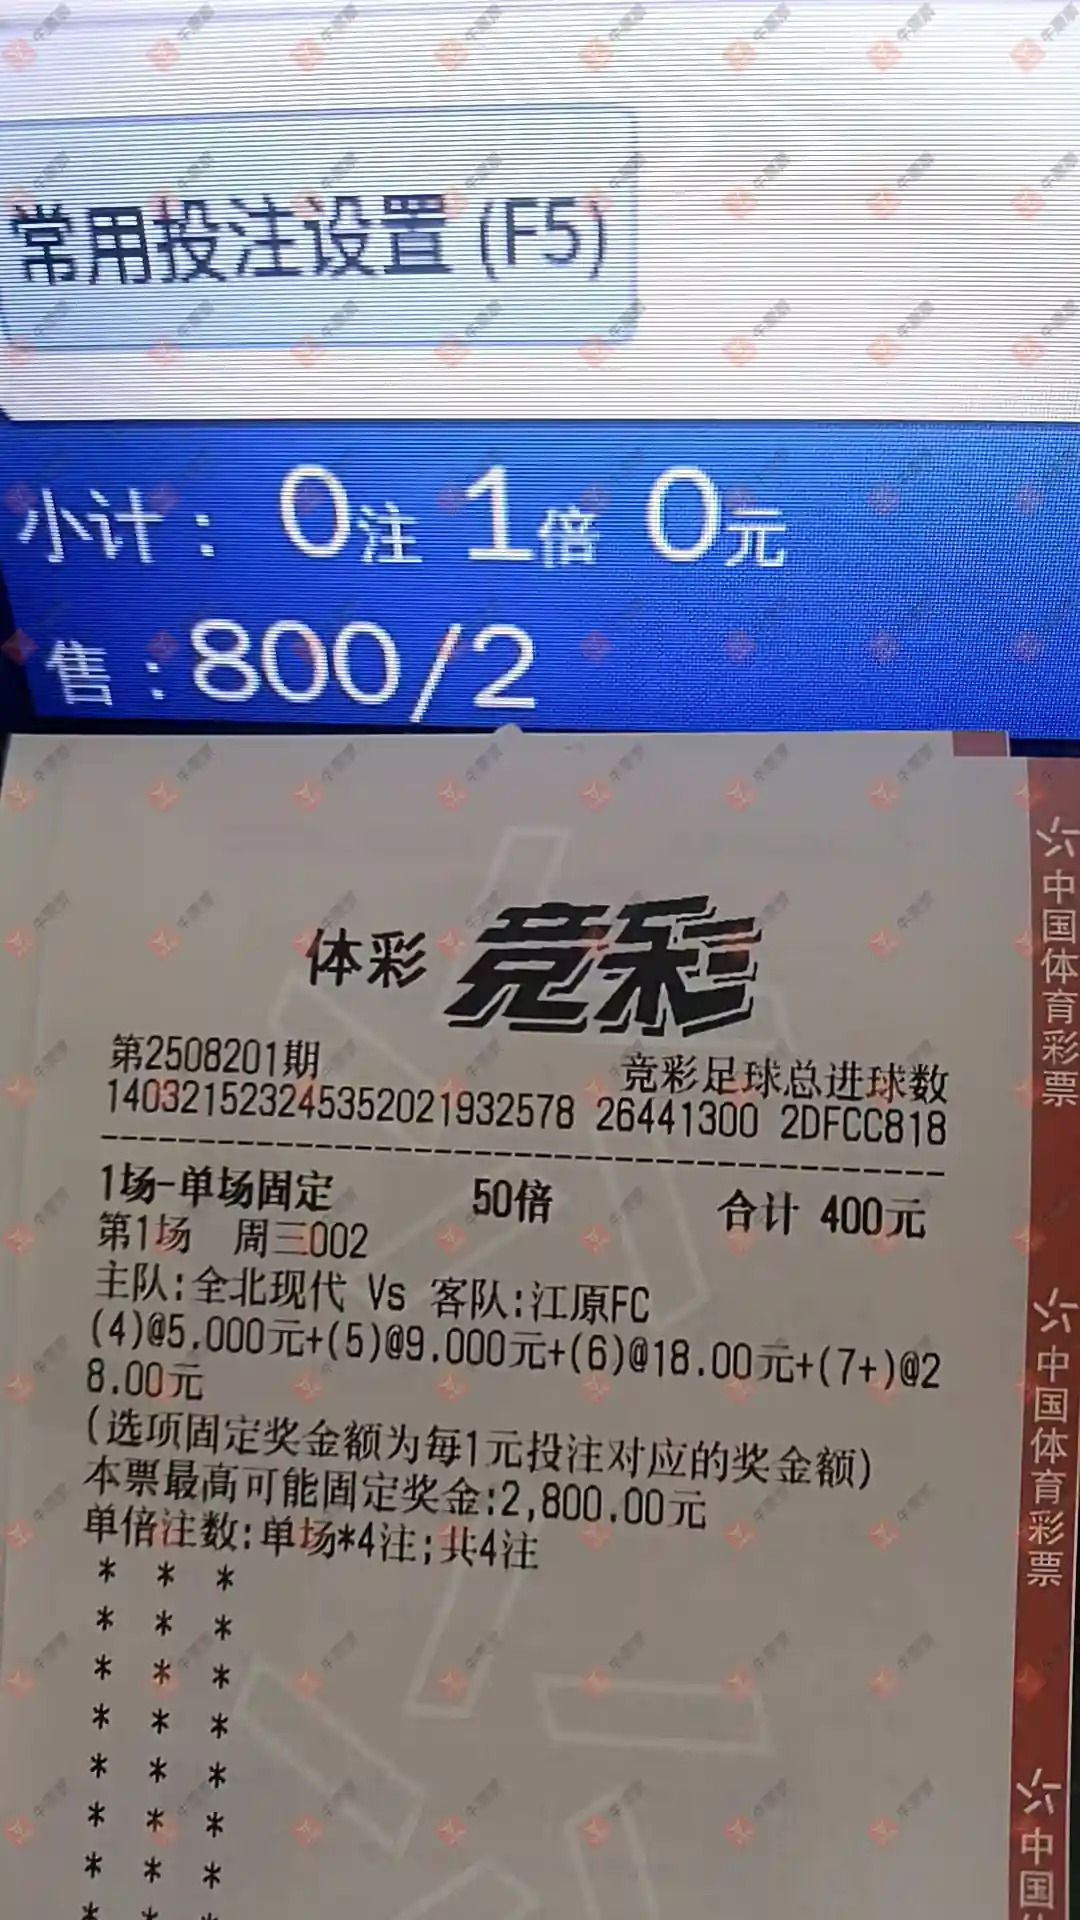 常用投注设置 (F5)
小计： 0注 1倍 0元
售：800/2
体彩 竞彩
第2508201期 竞彩足球总进球数
140321523245352021932578 26441300 2DFCC818
1场-单场固定 50倍 合计 400元
第1场 周三002
主队:全北现代 Vs 客队:江原FC
(4)@5.000元+(5)@9.000元+(6)@18.00元+(7+)@2
8.00元
(选项固定奖金额为每1元投注对应的奖金额)
本票最高可能固定奖金:2,800.00元
单倍注数:单场*4注;共4注
* * *
* * *
* * *
* * *
* * *
* * *
* * *
* * *
中国体育彩票
中国体育彩票
中国